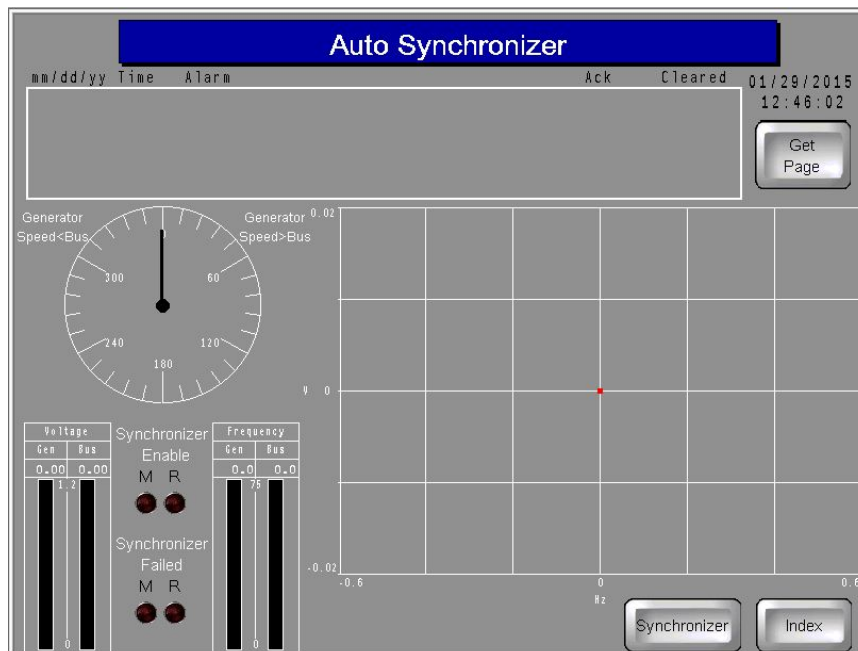 Auto Synchronizer
mm/dd/yy Time Alarm Ack Cleared
01/29/2015
12:46:02
Get
Page
Generator
Speed<Bus
Generator
Speed>Bus
0
60
120
180
240
300
0.02
V 0
-0.02
-0.6 0 0.6
Hz
Voltage
Gen Bus
0.00 0.00
1.2
0
Synchronizer
Enable
M R
Synchronizer
Failed
M R
Frequency
Gen Bus
0.0 0.0
75
0
Synchronizer
Index